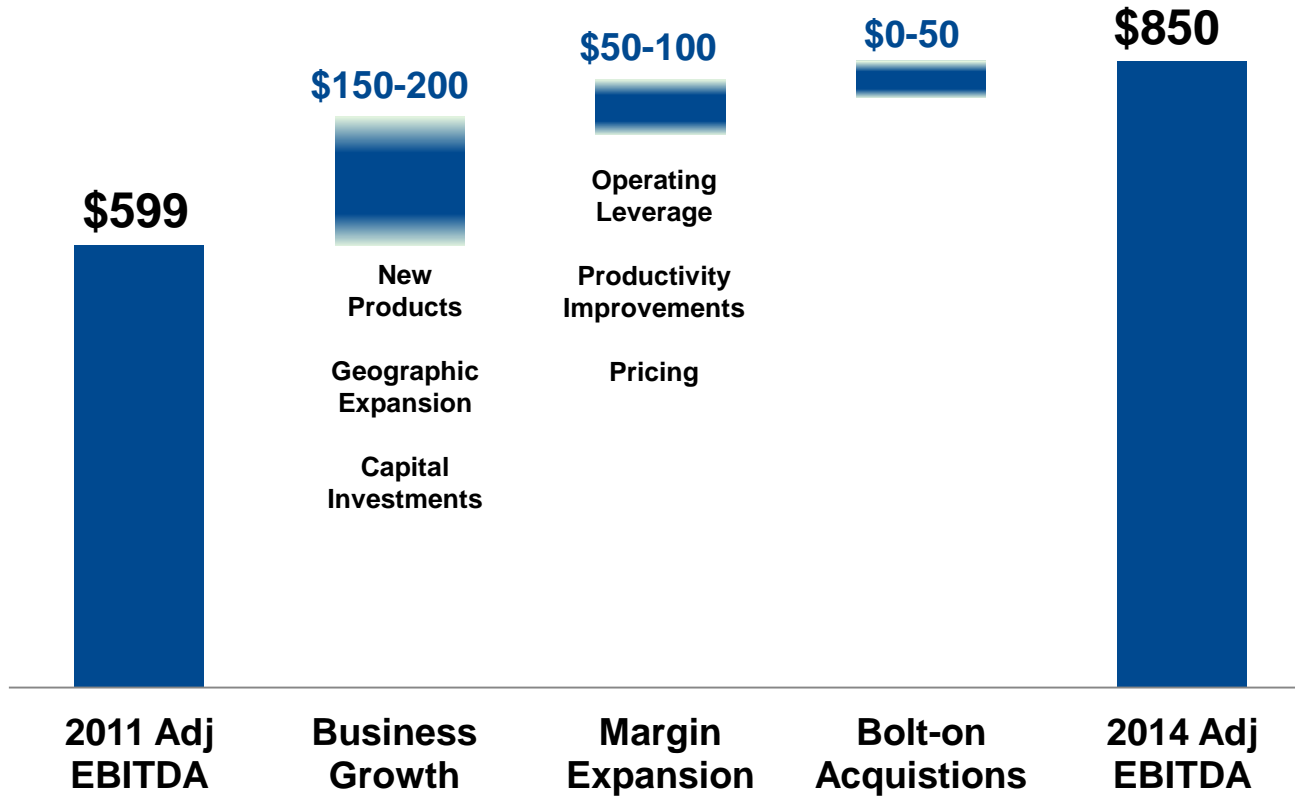 $599
$150-200
New
Products
Geographic
Expansion
Capital
Investments
$50-100
Operating
Leverage
Productivity
Improvements
Pricing
$0-50
$850
2011 Adj
EBITDA
Business
Growth
Margin
Expansion
Bolt-on
Acquistions
2014 Adj
EBITDA